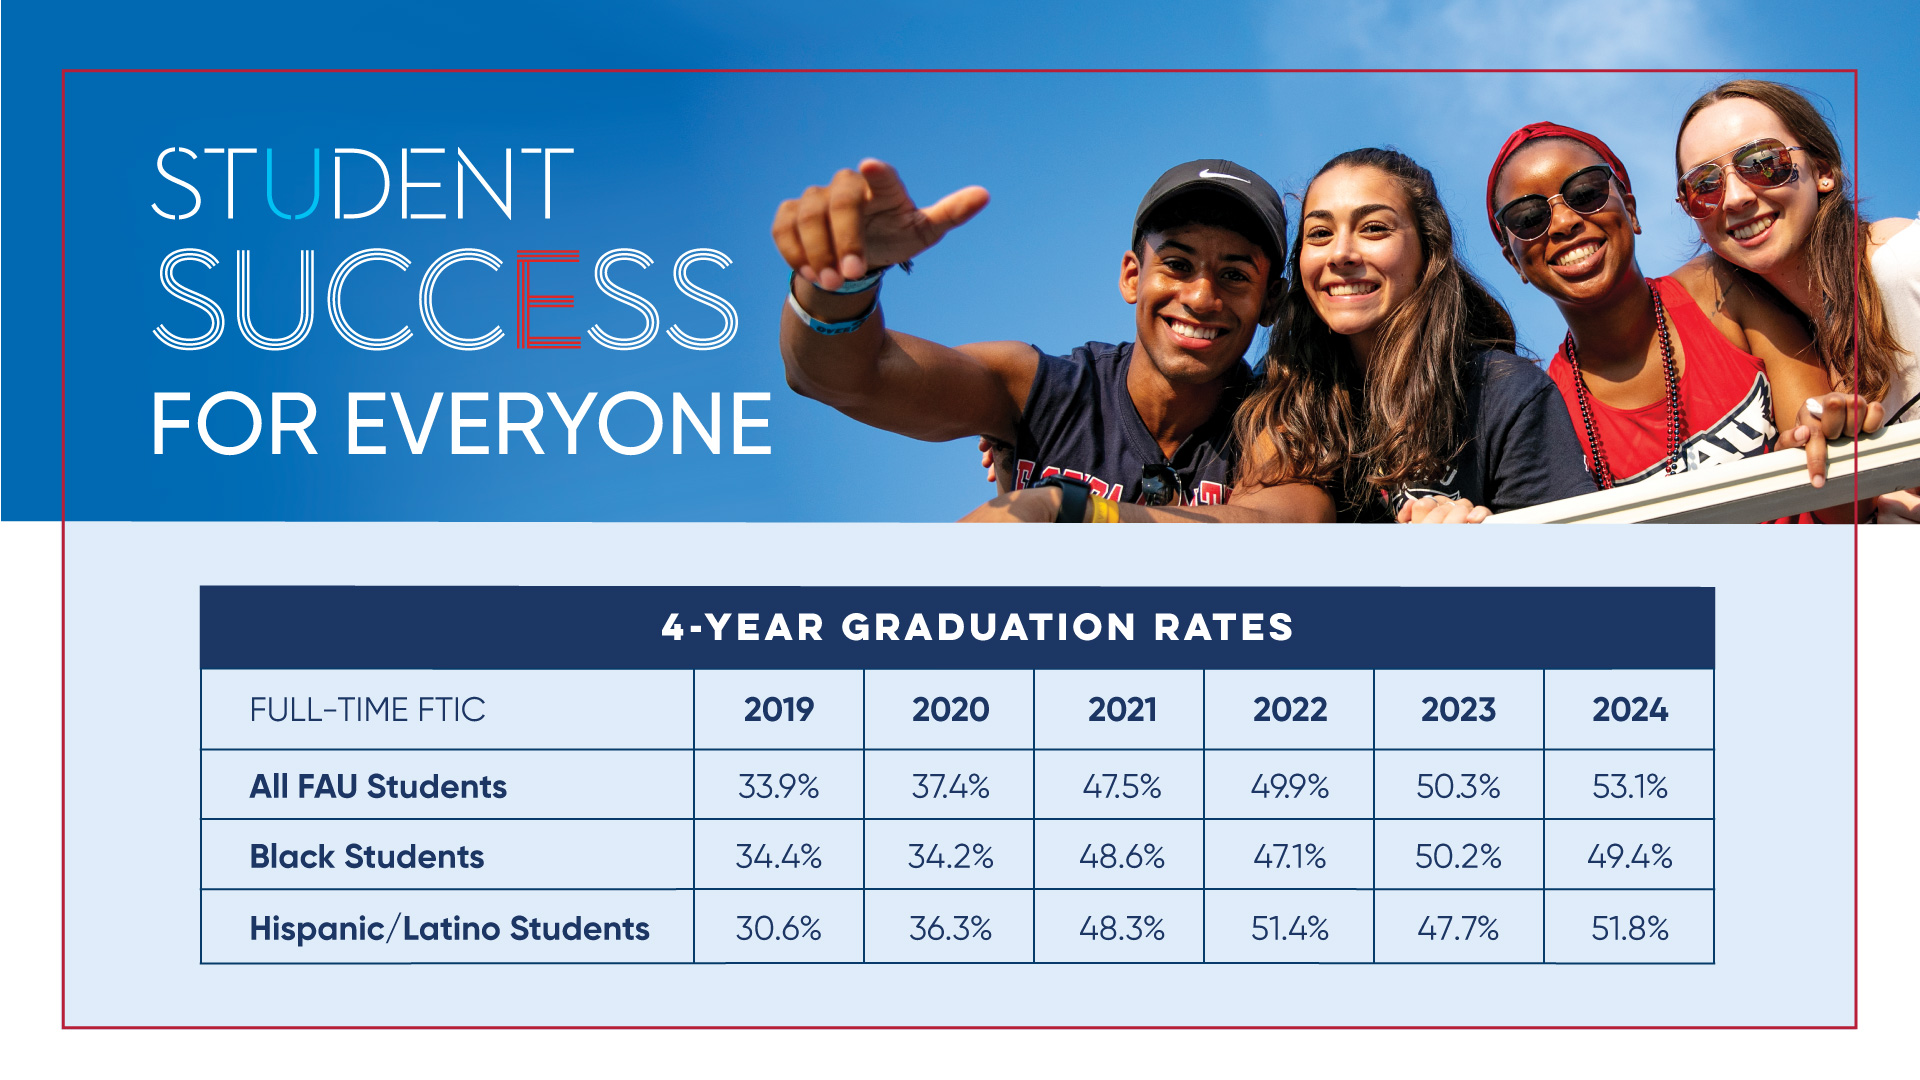 STUDENT
SUCCESS
FOR EVERYONE
4-YEAR GRADUATION RATES
FULL-TIME FTIC 2019 2020 2021 2022 2023 2024
All FAU Students 33.9% 37.4% 47.5% 49.9% 50.3% 53.1%
Black Students 34.4% 34.2% 48.6% 47.1% 50.2% 49.4%
Hispanic/Latino Students 30.6% 36.3% 48.3% 51.4% 47.7% 51.8%